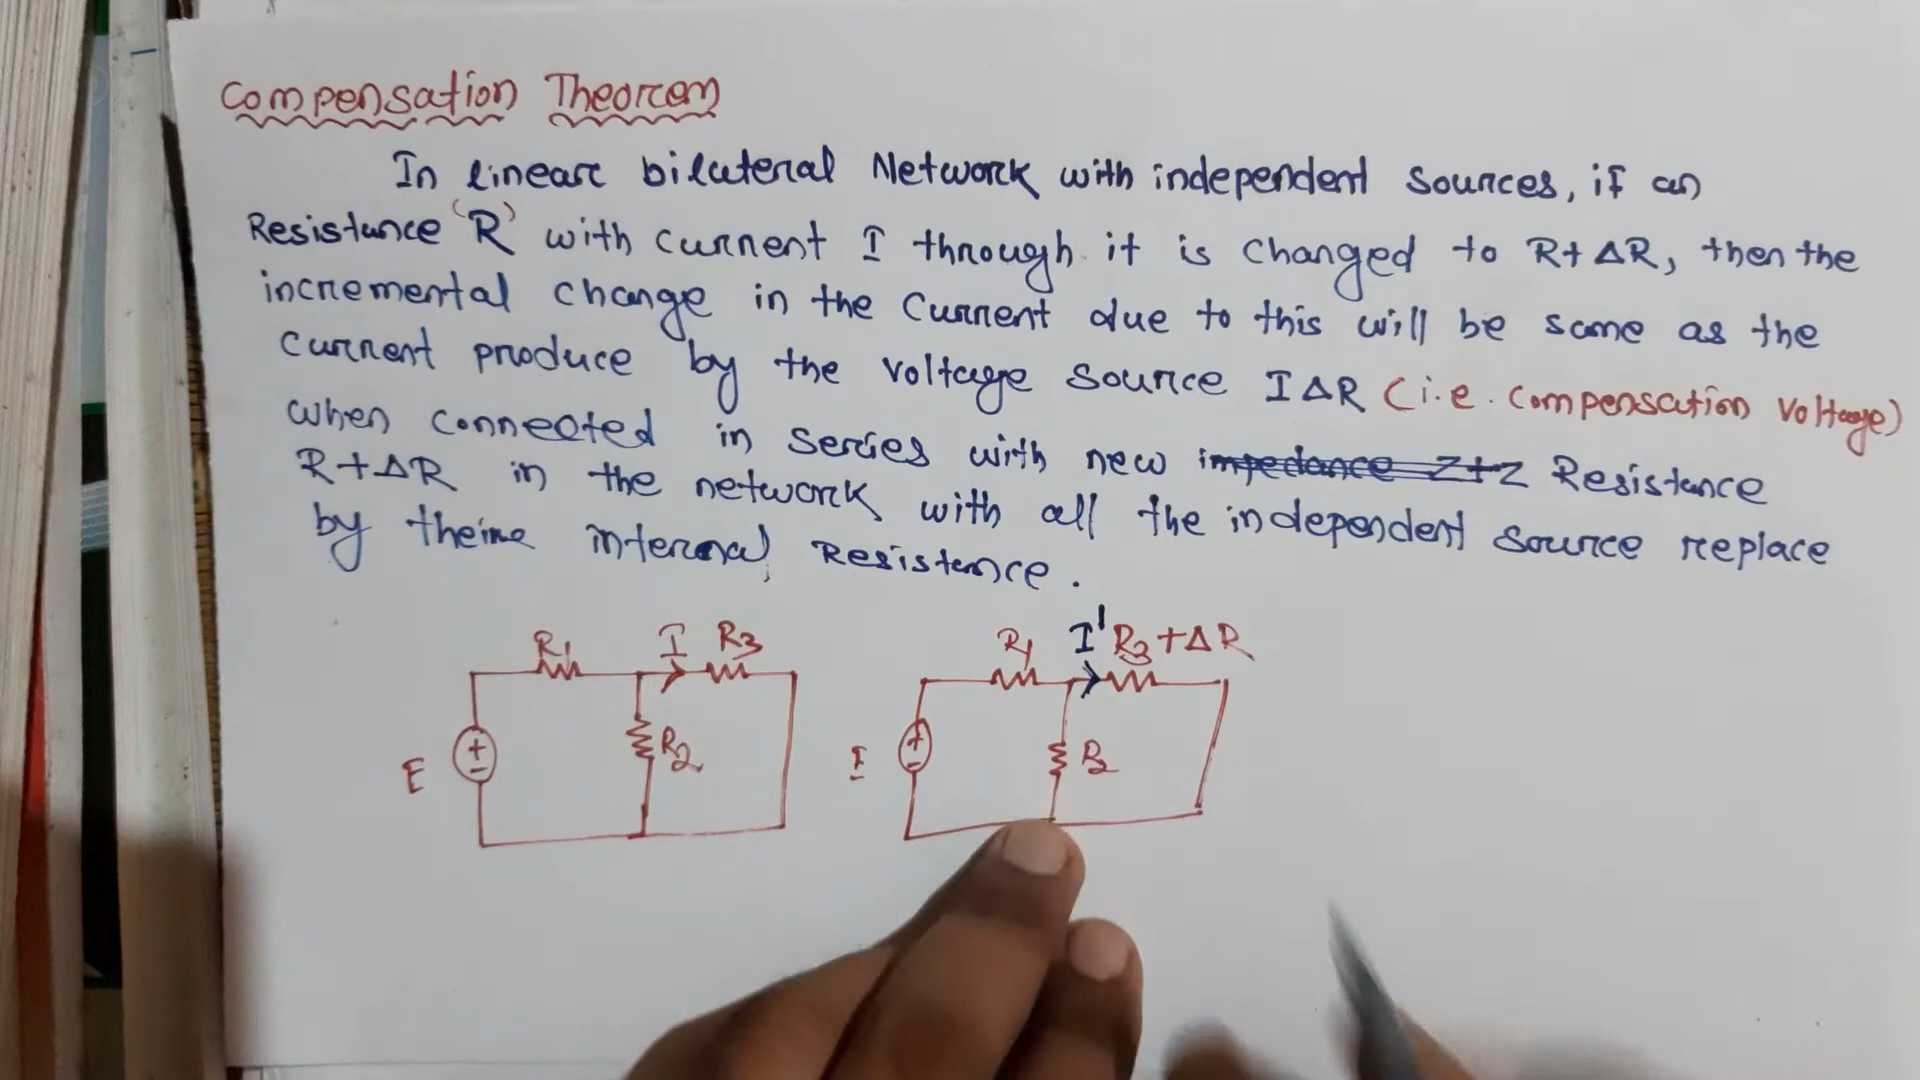 Compensation Theorem
In linear bilateral Network with independent sources, if an
Resistance 'R' with current I through it is changed to R+ΔR, then the
incremental change in the current due to this will be same as the
current produce by the voltage source IΔR (i.e. compensation voltage)
when connected in series with new impedance Z+Z Resistance
R+ΔR in the network with all the independent source replace
by theire internal Resistance.
R1 I R3
E + - R2
R1 I' R3+ΔR
+ - R2